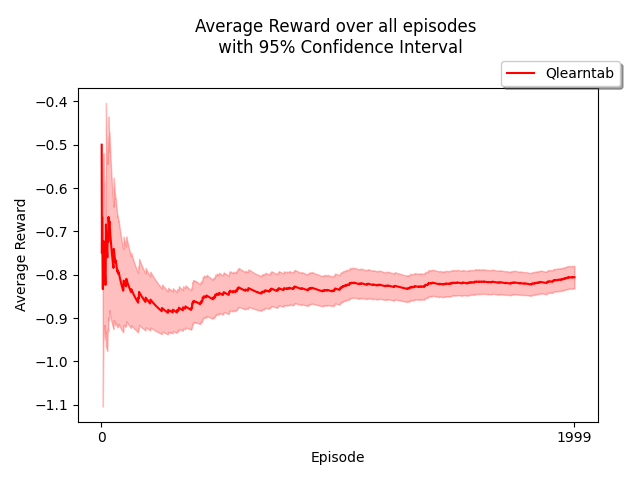 Average Reward over all episodes
with 95% Confidence Interval
Qlearntab
−0.4
−0.5
−0.6
−0.7
−0.8
−0.9
−1.0
−1.1
Average Reward
0
1999
Episode